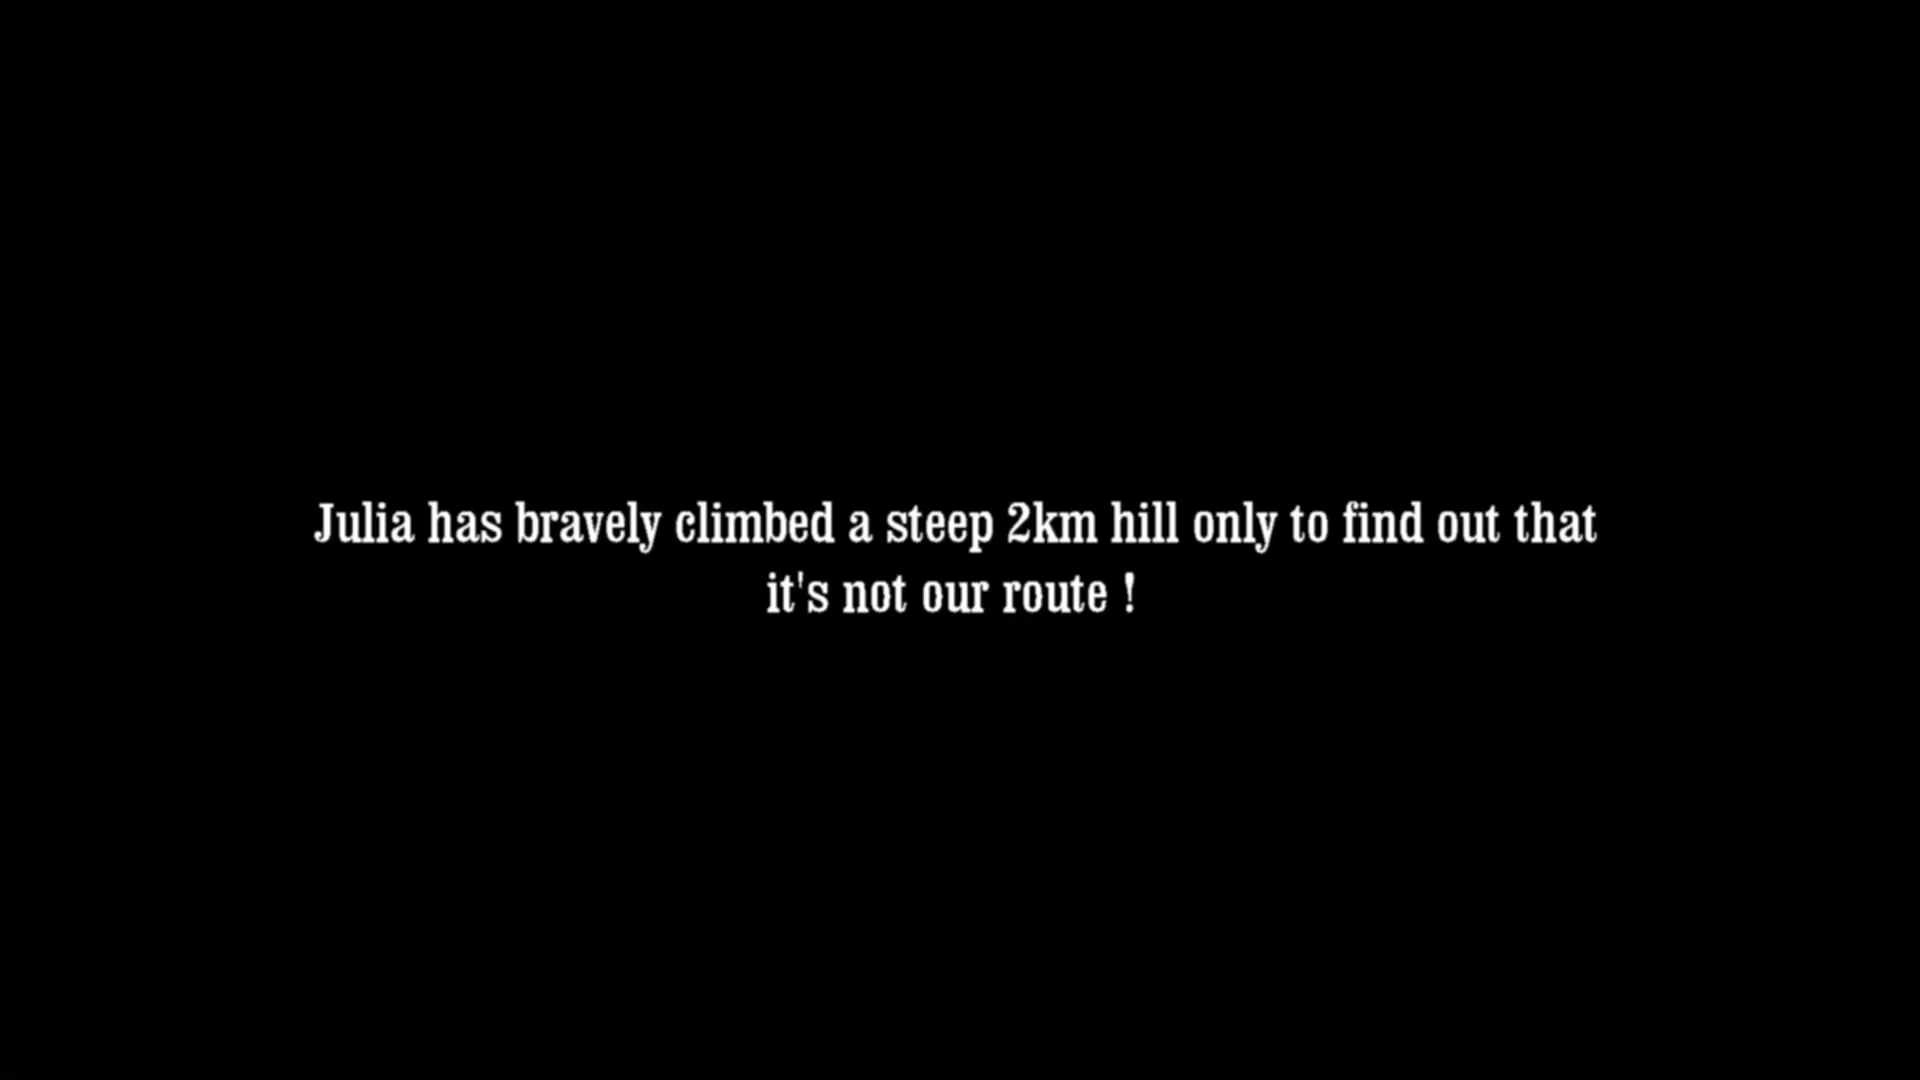 Julia has bravely climbed a steep 2km hill only to find out that
it's not our route !